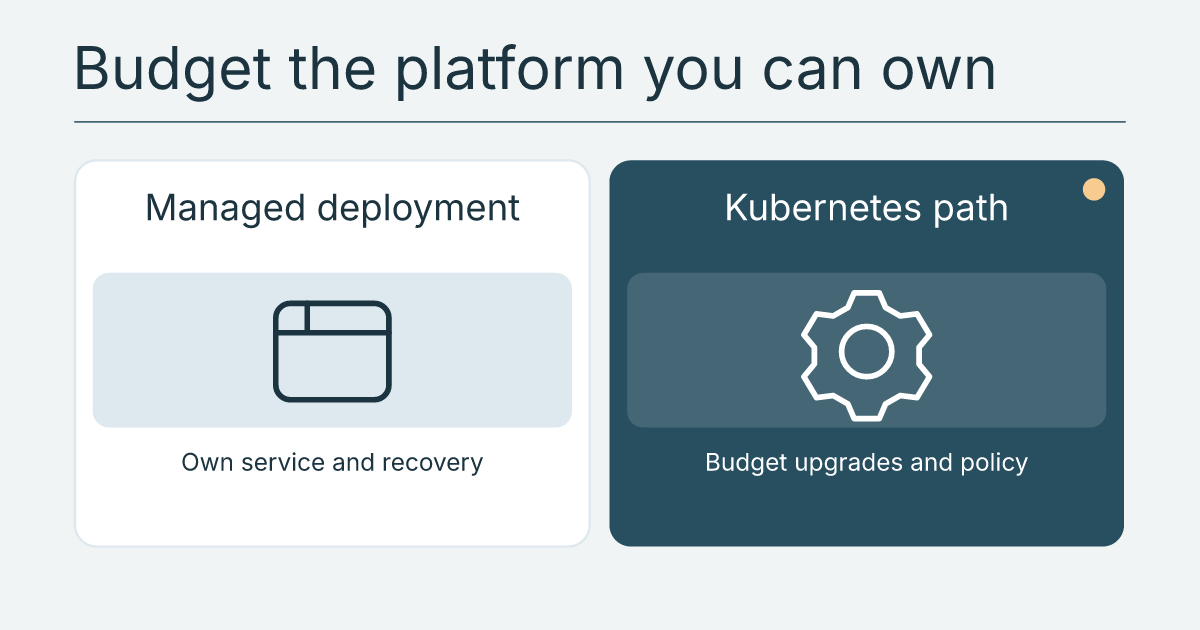 Budget the platform you can own
Managed deployment
Own service and recovery
Kubernetes path
Budget upgrades and policy